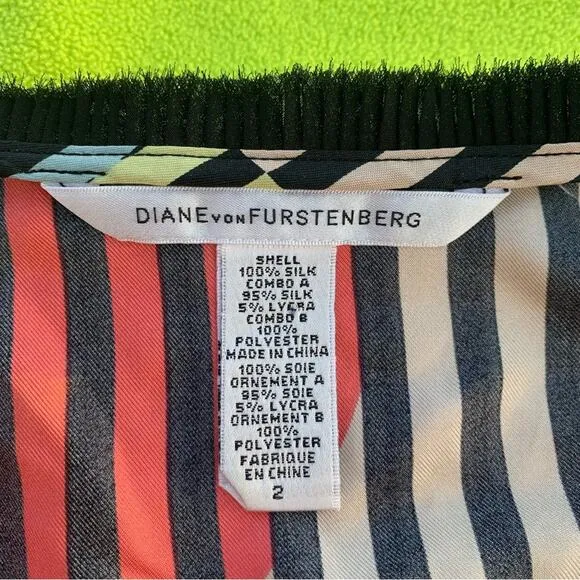 DIANE VON FURSTENBERG
SHELL
100% SILK
COMBO A
95% SILK
5% LYCRA
COMBO B
100%
POLYESTER
MADE IN CHINA
100% SOIE
ORNEMENT A
95% SOIE
5% LYCRA
ORNEMENT B
100%
POLYESTER
FABRIQUE
EN CHINE
2